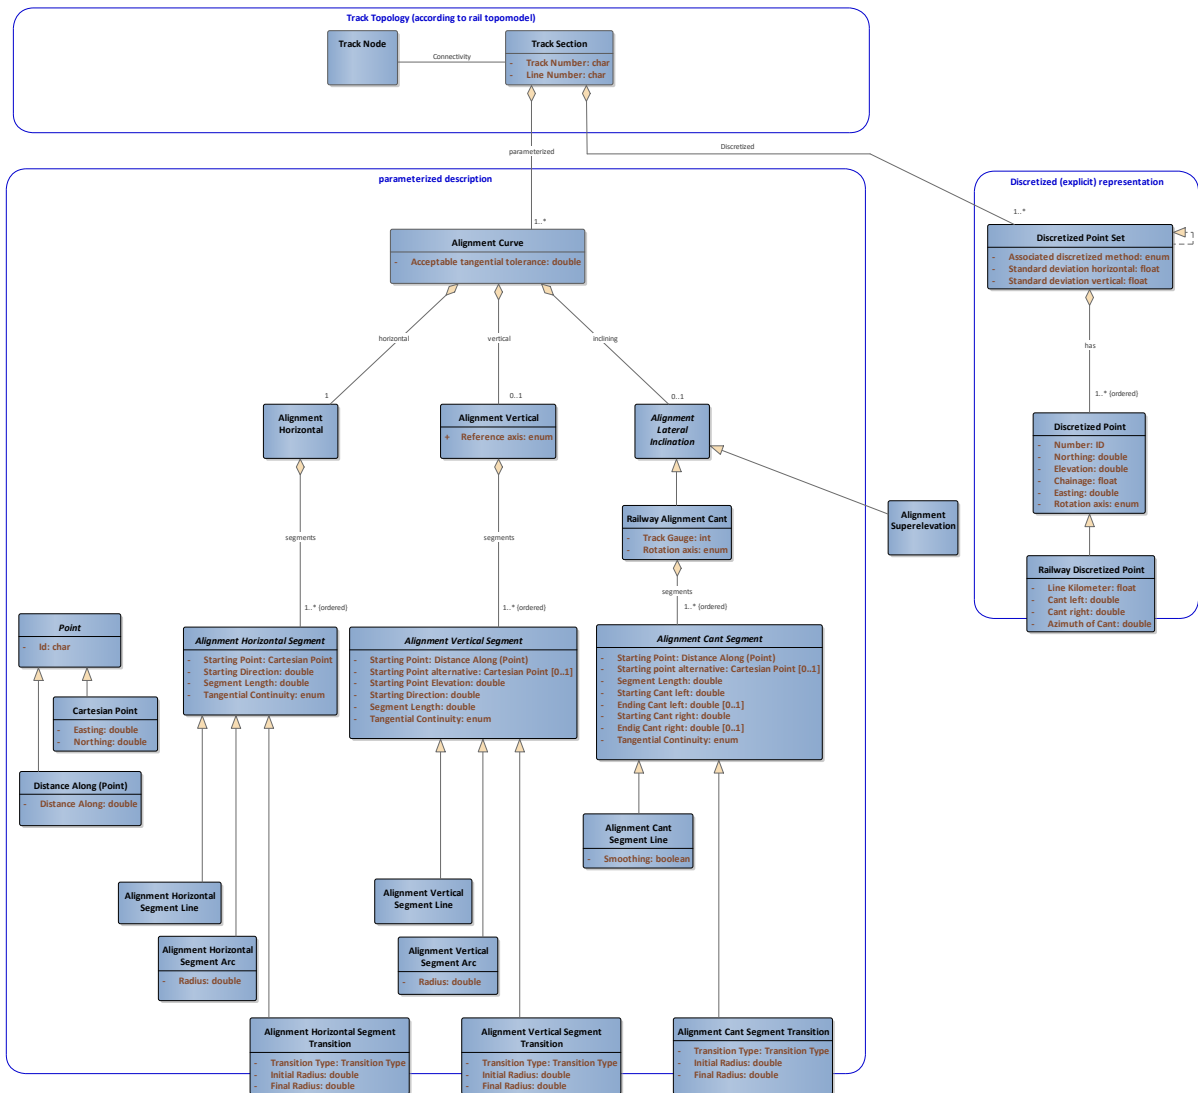 Track Topology (according to rail topomodel)
Track Node
Connectivity
Track Section
- Track Number: char
- Line Number: char
parameterized
Discretized
parameterized description
1..*
Alignment Curve
- Acceptable tangential tolerance: double
horizontal
vertical
inclining
1
0..1
0..1
Alignment
Horizontal
Alignment Vertical
+ Reference axis: enum
Alignment
Lateral
Inclination
Railway Alignment Cant
- Track Gauge: int
- Rotation axis: enum
Alignment
Superelevation
segments
segments
segments
1..* (ordered)
1..* (ordered)
1..* (ordered)
Point
- Id: char
Cartesian Point
- Easting: double
- Northing: double
Distance Along (Point)
- Distance Along: double
Alignment Horizontal Segment
- Starting Point: Cartesian Point
- Starting Direction: double
- Segment Length: double
- Tangential Continuity: enum
Alignment Vertical Segment
- Starting Point: Distance Along (Point)
- Starting Point alternative: Cartesian Point [0..1]
- Starting Point Elevation: double
- Starting Direction: double
- Segment Length: double
- Tangential Continuity: enum
Alignment Cant Segment
- Starting Point: Distance Along (Point)
- Starting point alternative: Cartesian Point [0..1]
- Segment Length: double
- Starting Cant left: double
- Ending Cant left: double [0..1]
- Starting Cant right: double
- Endig Cant right: double [0..1]
- Tangential Continuity: enum
Alignment Cant
Segment Line
- Smoothing: boolean
Alignment Horizontal
Segment Line
Alignment Horizontal
Segment Arc
- Radius: double
Alignment Vertical
Segment Line
Alignment Vertical
Segment Arc
- Radius: double
Alignment Horizontal Segment
Transition
- Transition Type: Transition Type
- Initial Radius: double
- Final Radius: double
Alignment Vertical Segment
Transition
- Transition Type: Transition Type
- Initial Radius: double
- Final Radius: double
Alignment Cant Segment Transition
- Transition Type: Transition Type
- Initial Radius: double
- Final Radius: double
Discretized (explicit) representation
1..*
Discretized Point Set
- Associated discretized method: enum
- Standard deviation horizontal: float
- Standard deviation vertical: float
has
1..* (ordered)
Discretized Point
- Number: ID
- Northing: double
- Elevation: double
- Chainage: float
- Easting: double
- Rotation axis: enum
Railway Discretized Point
- Line Kilometer: float
- Cant left: double
- Cant right: double
- Azimuth of Cant: double